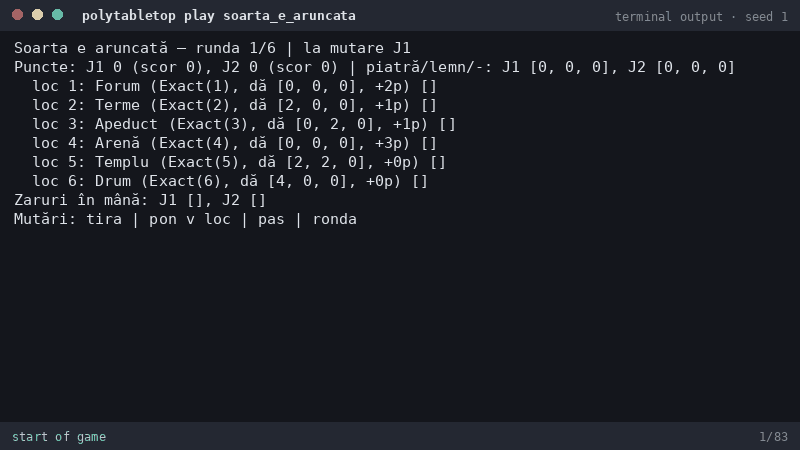 polytabletop play soarta_e_aruncata
terminal output · seed 1
Soarta e aruncată — runda 1/6 | la mutare J1
Puncte: J1 0 (scor 0), J2 0 (scor 0) | piatră/lemn/-: J1 [0, 0, 0], J2 [0, 0, 0]
loc 1: Forum (Exact(1), dă [0, 0, 0], +2p) []
loc 2: Terme (Exact(2), dă [2, 0, 0], +1p) []
loc 3: Apeduct (Exact(3), dă [0, 2, 0], +1p) []
loc 4: Arenă (Exact(4), dă [0, 0, 0], +3p) []
loc 5: Templu (Exact(5), dă [2, 2, 0], +0p) []
loc 6: Drum (Exact(6), dă [4, 0, 0], +0p) []
Zaruri în mână: J1 [], J2 []
Mutări: tira | pon v loc | pas | ronda
start of game
1/83